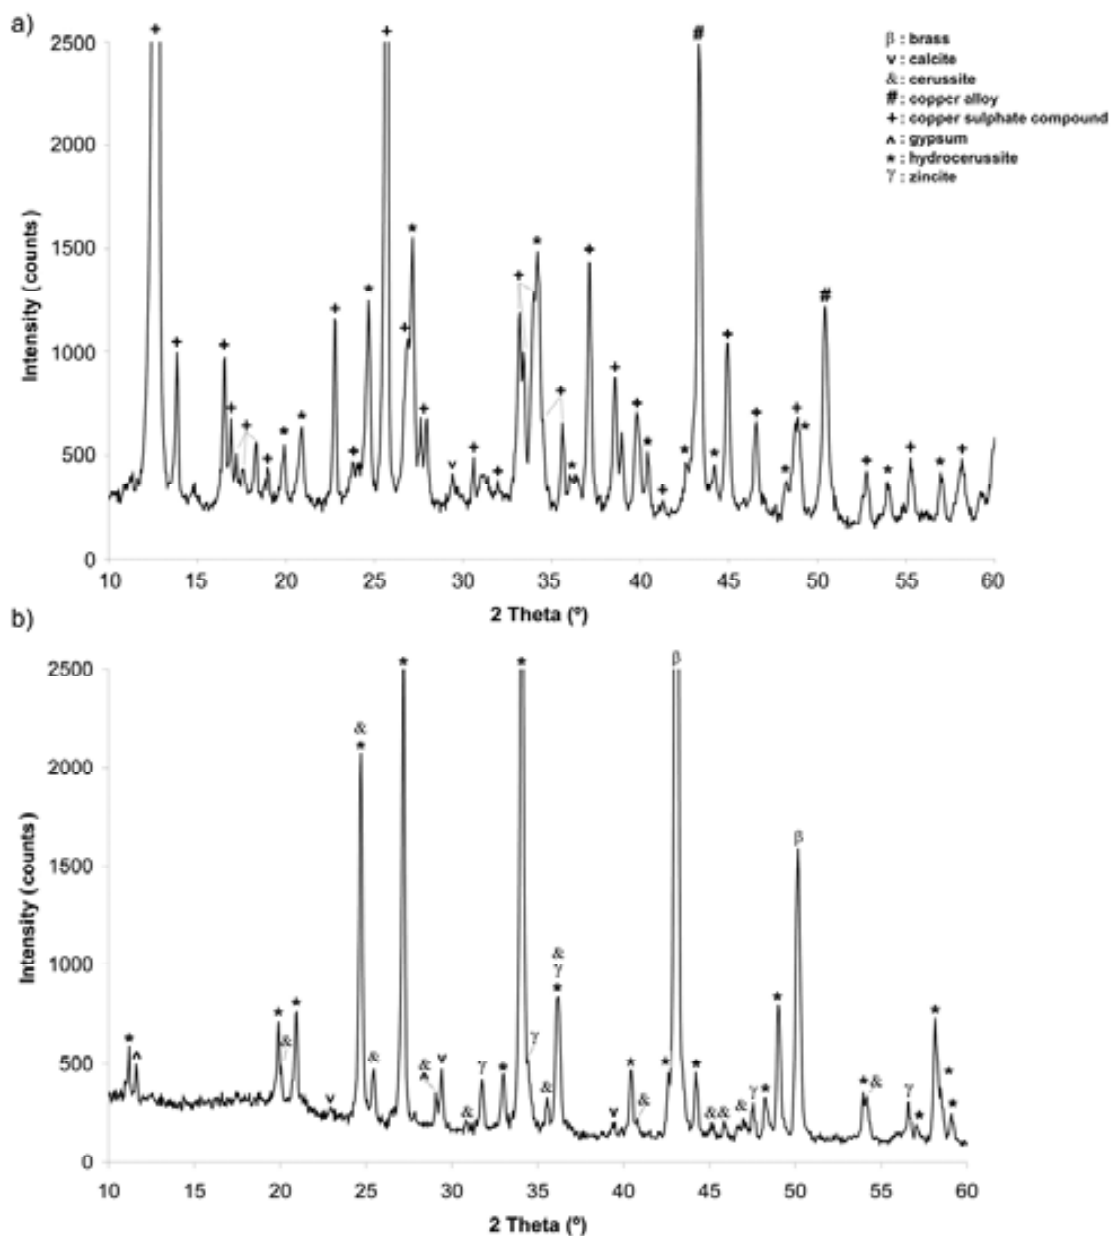 a)
2500
2000
1500
1000
500
0
Intensity (counts)
10 15 20 25 30 35 40 45 50 55 60
2 Theta (º)
β : brass
v : calcite
& : cerussite
# : copper alloy
+ : copper sulphate compound
^ : gypsum
* : hydrocerussite
γ : zincite
b)
2500
2000
1500
1000
500
0
Intensity (counts)
10 15 20 25 30 35 40 45 50 55 60
2 Theta (º)